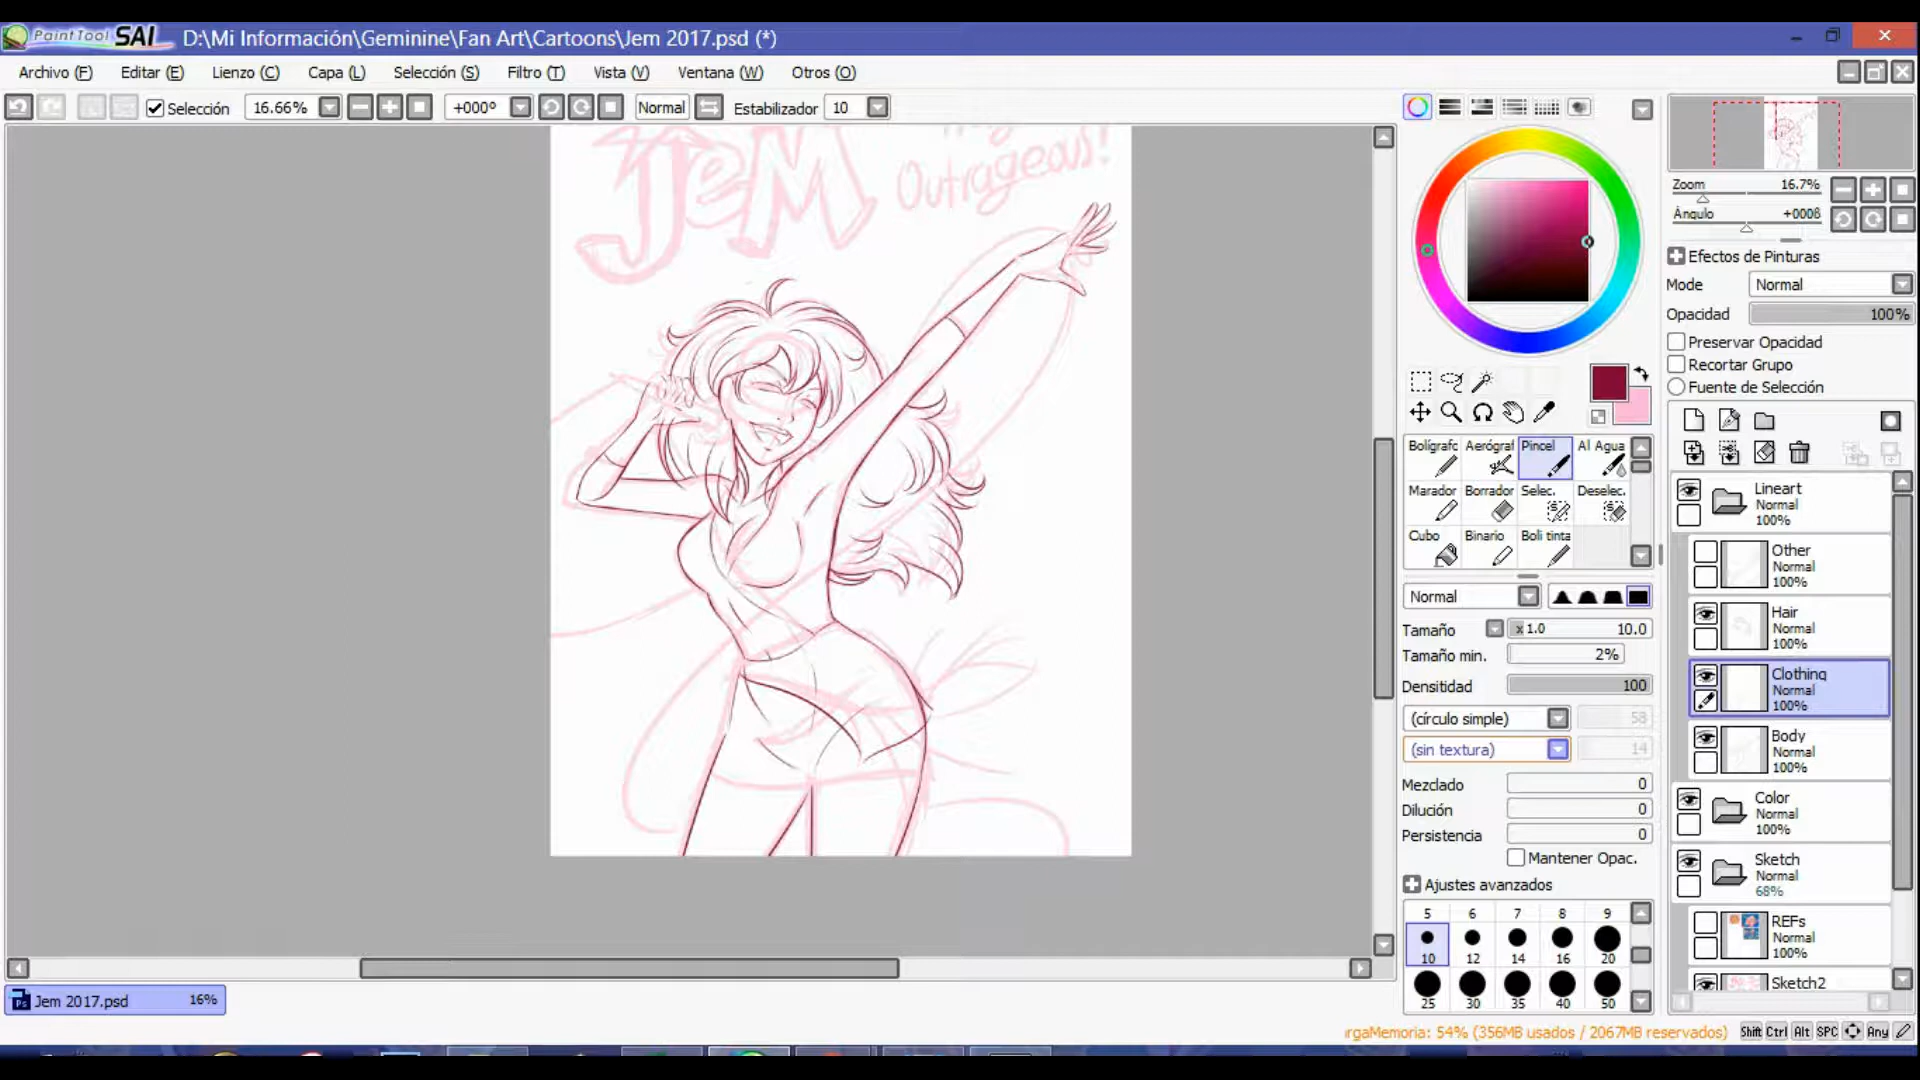 PaintTool SAI D:\Mi Información\Geminine\Fan Art\Cartoons\Jem 2017.psd (*)
Archivo (F) Editar (E) Lienzo (C) Capa (L) Selección (S) Filtro (T) Vista (V) Ventana (W) Otros (O)
Selección 16.66% +000º Normal Estabilizador 10
JeM
Outrageous!
Zoom 16.7%
Ángulo +000ß
Efectos de Pinturas
Mode Normal
Opacidad 100%
Preservar Opacidad
Recortar Grupo
Fuente de Selección
Bolígrafc Aerógraf Pincel Al Agua
Marador Borrador Selec. Deselec.
Cubo Binario Boli tinta
Normal
Tamaño x 1.0 10.0
Tamaño min. 2%
Densitidad 100
(círculo simple) 58
(sin textura) 14
Mezclado 0
Dilución 0
Persistencia 0
Mantener Opac.
Ajustes avanzados
5 6 7 8 9
10 12 14 16 20
25 30 35 40 50
Lineart
Normal
100%
Other
Normal
100%
Hair
Normal
100%
Clothing
Normal
100%
Body
Normal
100%
Color
Normal
100%
Sketch
Normal
68%
REFs
Normal
100%
Sketch2
Jem 2017.psd 16%
irgaMemoria: 54% (356MB usados / 2067MB reservados) Shift Ctrl Alt SPC Any